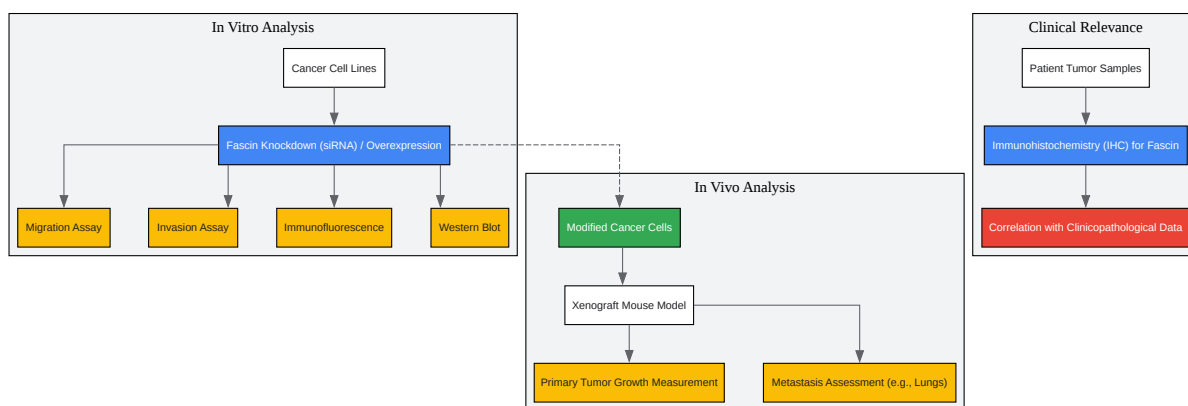 In Vitro Analysis
Cancer Cell Lines
Fascin Knockdown (siRNA) / Overexpression
Migration Assay
Invasion Assay
Immunofluorescence
Western Blot
In Vivo Analysis
Modified Cancer Cells
Xenograft Mouse Model
Primary Tumor Growth Measurement
Metastasis Assessment (e.g., Lungs)
Clinical Relevance
Patient Tumor Samples
Immunohistochemistry (IHC) for Fascin
Correlation with Clinicopathological Data